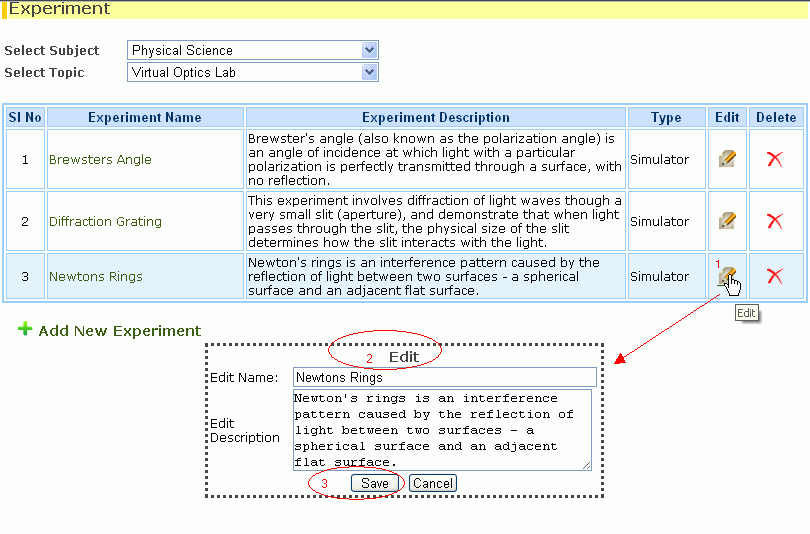 Experiment
Select Subject Physical Science
Select Topic Virtual Optics Lab
Sl No Experiment Name Experiment Description Type Edit Delete
1 Brewsters Angle Brewster's angle (also known as the polarization angle) is
an angle of incidence at which light with a particular
polarization is perfectly transmitted through a surface, with
no reflection. Simulator
2 Diffraction Grating This experiment involves diffraction of light waves though a
very small slit (aperture), and demonstrate that when light
passes through the slit, the physical size of the slit
determines how the slit interacts with the light. Simulator
3 Newtons Rings Newton's rings is an interference pattern caused by the
reflection of light between two surfaces - a spherical
surface and an adjacent flat surface. Simulator 1
Edit
Add New Experiment
2 Edit
Edit Name: Newtons Rings
Edit Description
Newton's rings is an interference
pattern caused by the reflection of
light between two surfaces - a
spherical surface and an adjacent
flat surface.
3 Save Cancel